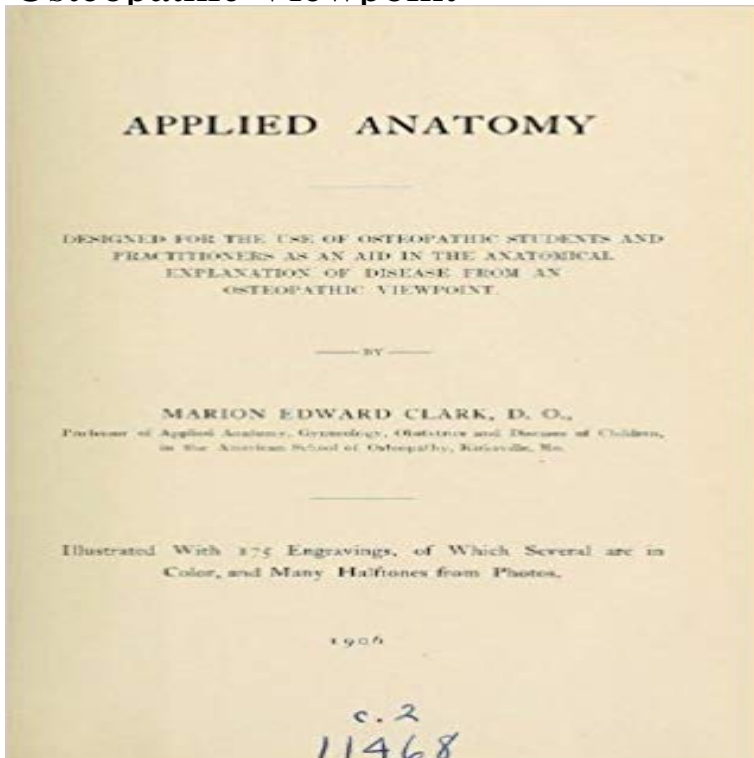 Osteopathic Viewpoint
APPLIED ANATOMY
DESIGNED FOR THE USE OF OSTEOPATHIC STUDENTS AND
PRACTITIONERS AS AN AID IN THE ANATOMICAL
EXPLANATION OF DISEASE FROM AN
OSTEOPATHIC VIEWPOINT.
BY
MARION EDWARD CLARK, D. O.,
Professor of Applied Anatomy, Gynecology, Obstetrics and Diseases of Children,
in the American School of Osteopathy, Kirksville, Mo.
Illustrated With 175 Engravings, of Which Several are in
Color, and Many Halftones from Photos.
1906
c. 2
11468